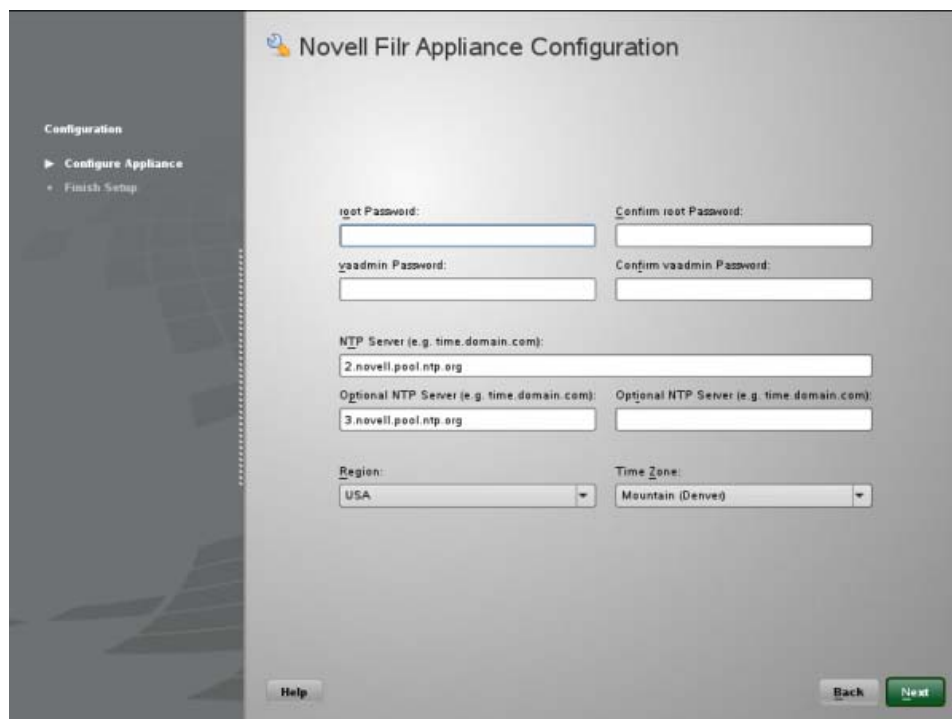 Novell Filr Appliance Configuration
Configuration
Configure Appliance
Finish Setup
root Password:
Confirm root Password:
vaadmin Password:
Confirm vaadmin Password:
NTP Server (e.g. time.domain.com):
2.novell.pool.ntp.org
Optional NTP Server (e.g. time.domain.com):
Optional NTP Server (e.g. time.domain.com):
3.novell.pool.ntp.org
Region:
Time Zone:
USA
Mountain (Denver)
Help
Back
Next